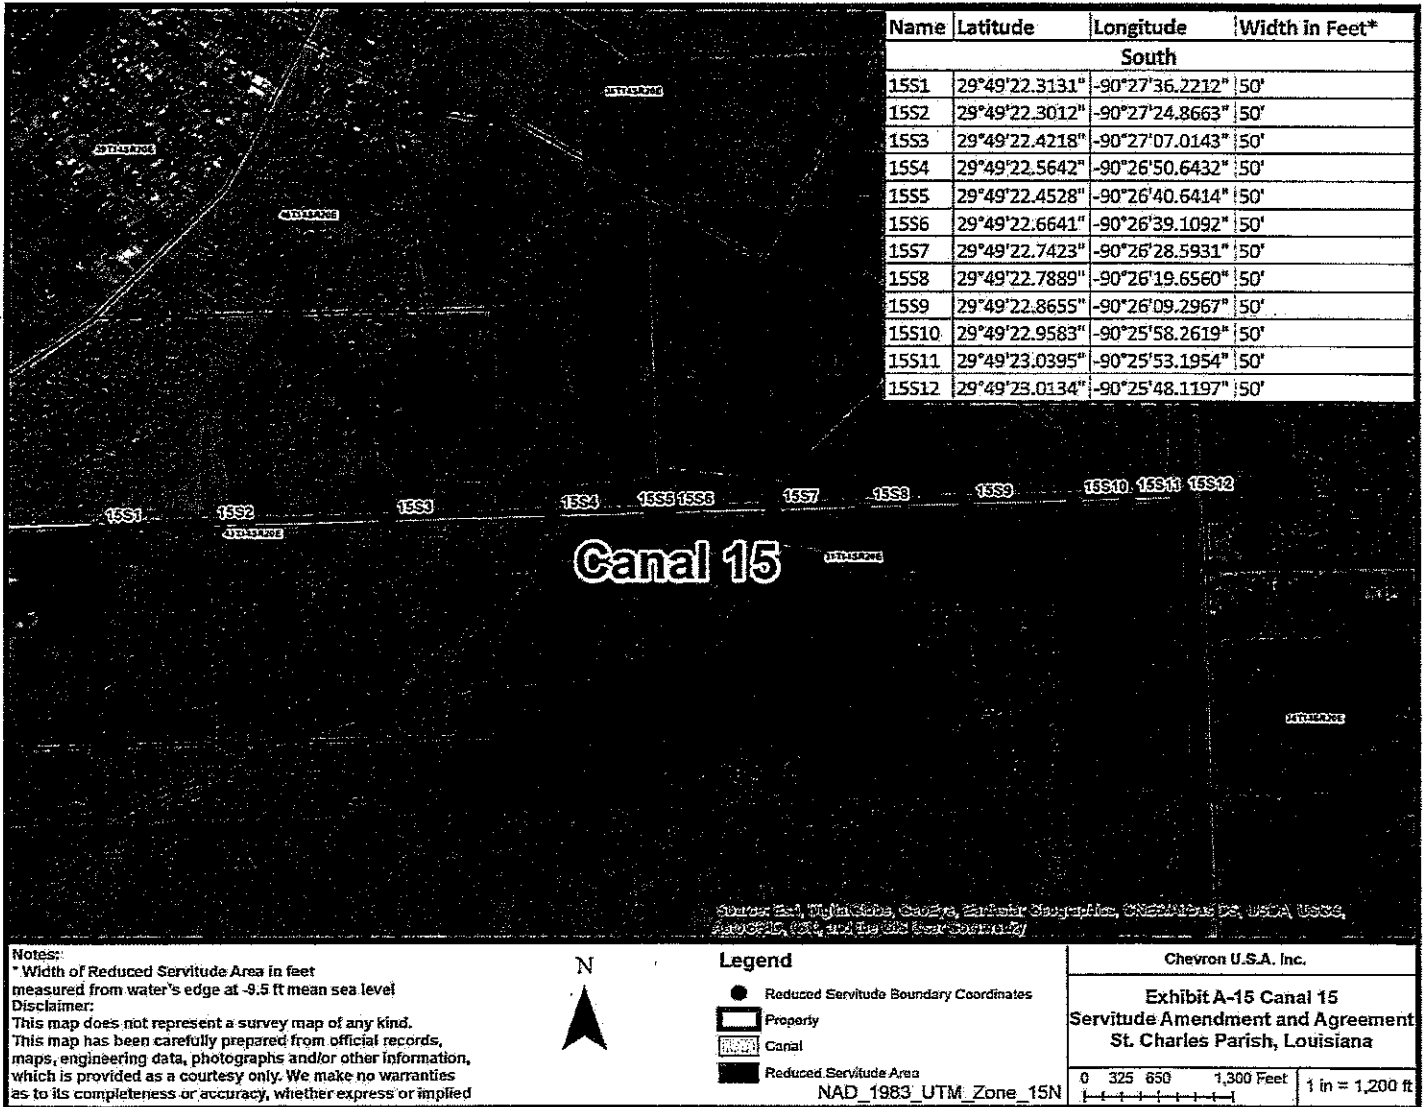 Name Latitude Longitude Width in Feet*
South
15S1 29°49'22.3131" -90°27'36.2212" 50'
15S2 29°49'22.3012" -90°27'24.8663" 50'
15S3 29°49'22.4218" -90°27'07.0143" 50'
15S4 29°49'22.5642" -90°26'50.6432" 50'
15S5 29°49'22.4528" -90°26'40.6414" 50'
15S6 29°49'22.6641" -90°26'39.1092" 50'
15S7 29°49'22.7423" -90°26'28.5931" 50'
15S8 29°49'22.7889" -90°26'19.6560" 50'
15S9 29°49'22.8655" -90°26'09.2967" 50'
15S10 29°49'22.9583" -90°25'58.2619" 50'
15S11 29°49'23.0395" -90°25'53.1954" 50'
15S12 29°49'23.0134" -90°25'48.1197" 50'
15S1 15S2 15S3 15S4 15S5 15S6 15S7 15S8 15S9 15S10 15S11 15S12
Canal 15
Notes:
* Width of Reduced Servitude Area in feet
measured from water's edge at -9.5 ft mean sea level
Disclaimer:
This map does not represent a survey map of any kind.
This map has been carefully prepared from official records,
maps, engineering data, photographs and/or other information,
which is provided as a courtesy only. We make no warranties
as to its completeness or accuracy, whether express or implied
N
Legend
Reduced Servitude Boundary Coordinates
Property
Canal
Reduced Servitude Area
NAD_1983_UTM_Zone_15N
Chevron U.S.A. Inc.
Exhibit A-15 Canal 15
Servitude Amendment and Agreement
St. Charles Parish, Louisiana
0 325 650 1,300 Feet
1 in = 1,200 ft